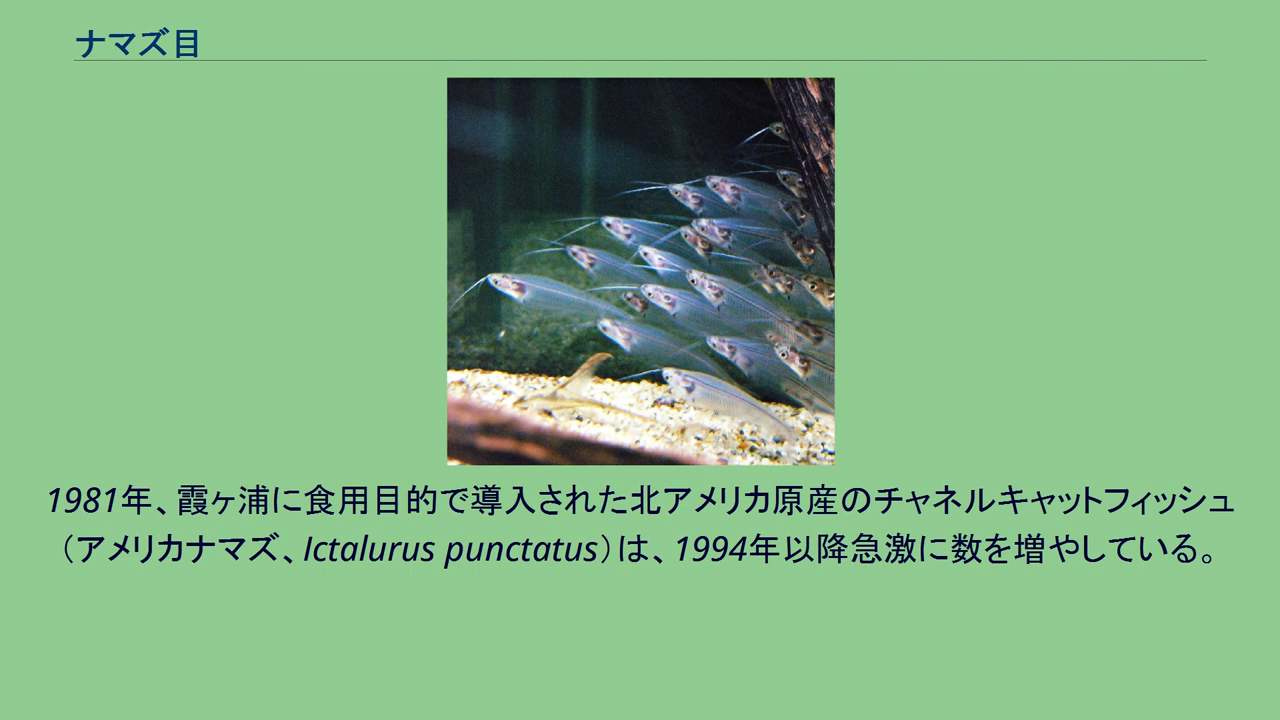 ナマズ目
1981年、霞ヶ浦に食用目的で導入された北アメリカ原産のチャネルキャットフィッシュ
（アメリカナマズ、Ictalurus punctatus）は、1994年以降急激に数を増やしている。